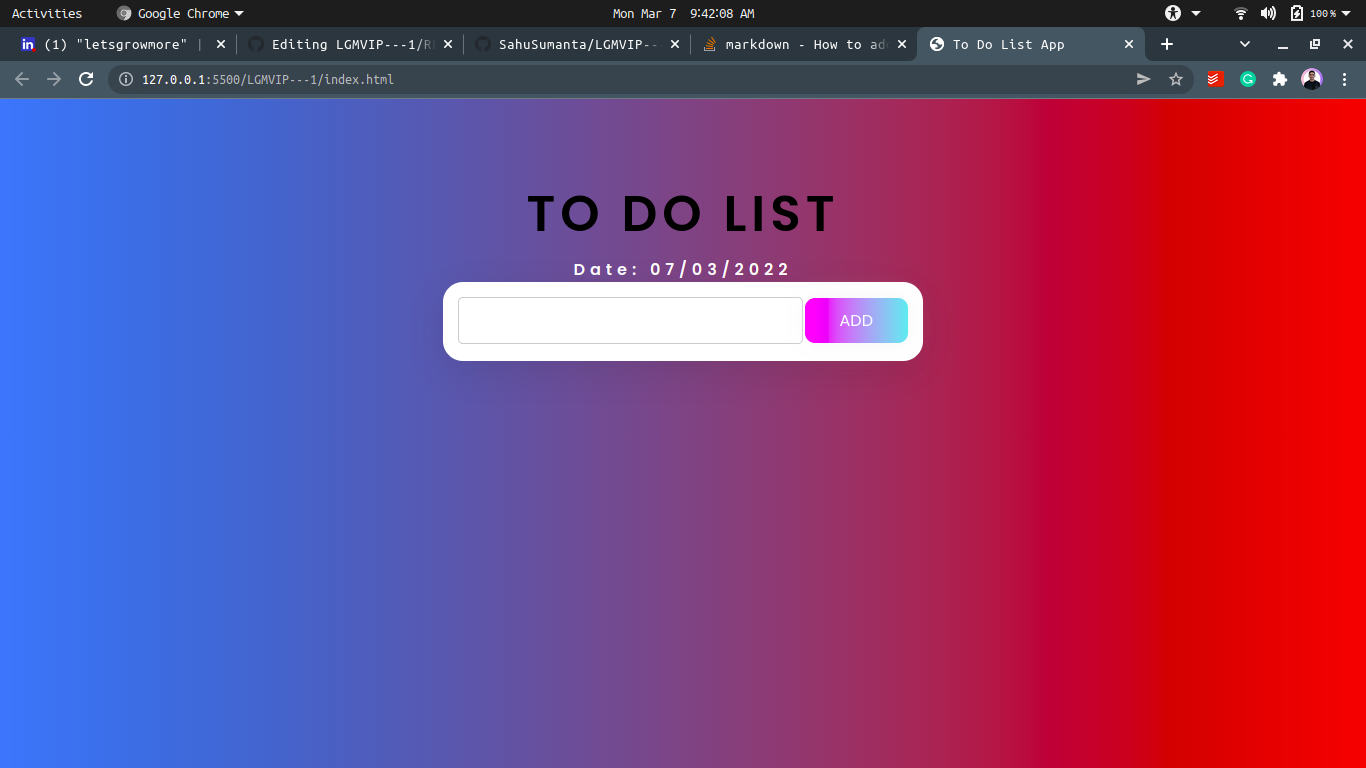 Activities Google Chrome Mon Mar 7 9:42:08 AM 100 %
in (1) "letsgrowmore" | Editing LGMVIP---1/R SahuSumanta/LGMVIP-- markdown - How to ad To Do List App
127.0.0.1:5500/LGMVIP---1/index.html
TO DO LIST
Date: 07/03/2022
ADD